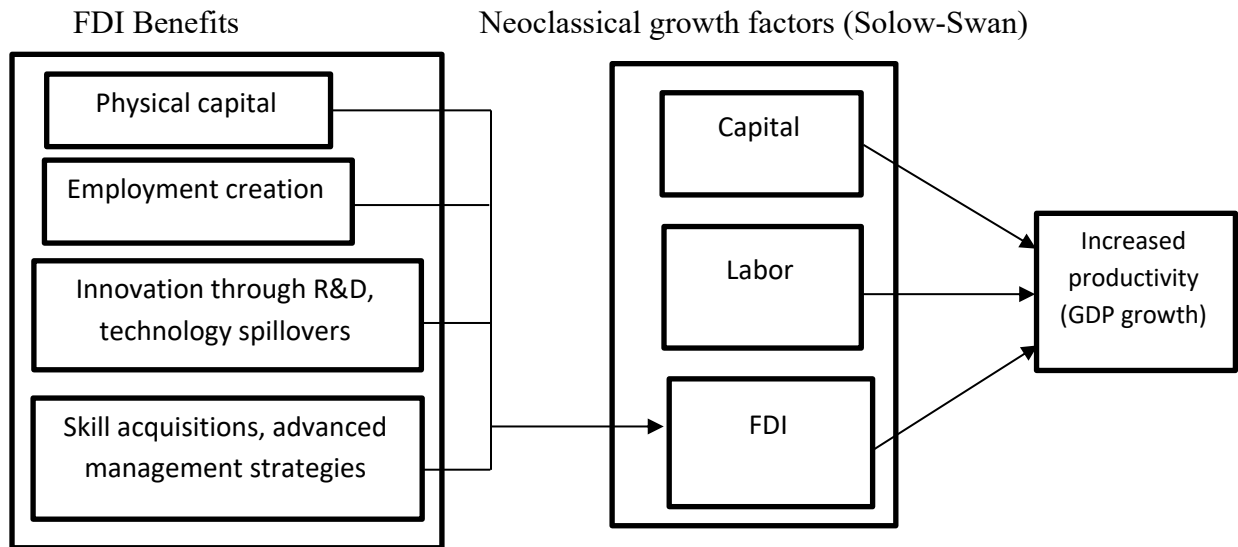 FDI Benefits
Neoclassical growth factors (Solow-Swan)
Physical capital
Employment creation
Innovation through R&D,
technology spillovers
Skill acquisitions, advanced
management strategies
Capital
Labor
FDI
Increased
productivity
(GDP growth)